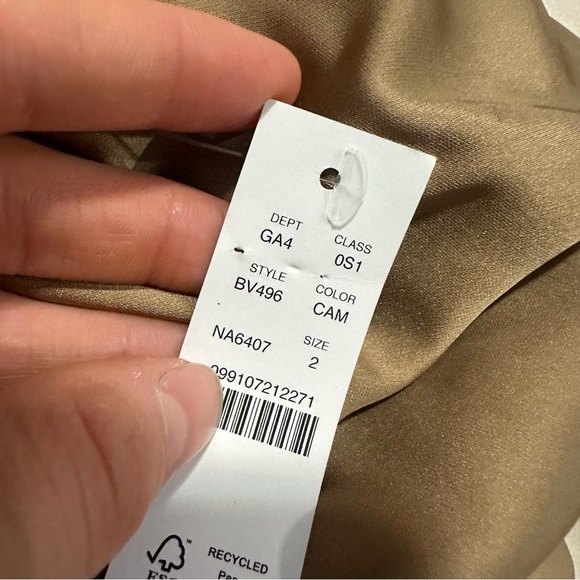 DEPT CLASS
GA4 0S1
STYLE COLOR
BV496 CAM
NA6407 SIZE
2
099107212271
RECYCLED